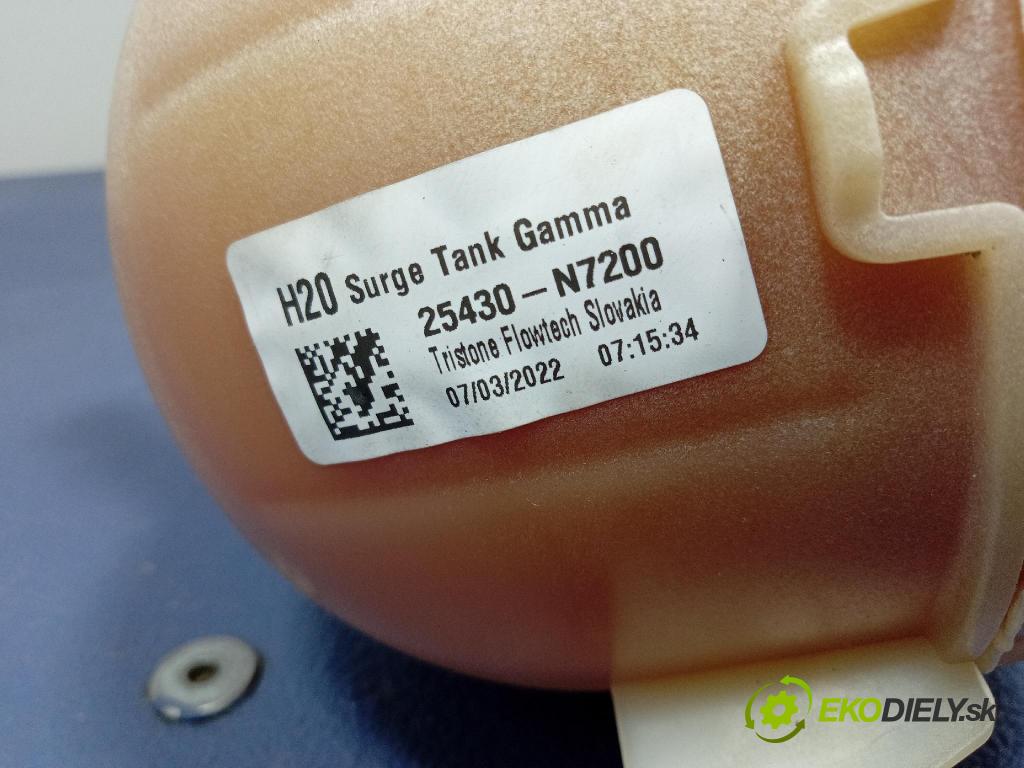 H20 Surge Tank Gamma
25430-N7200
Tristone Flowtech Slovakia
07/03/2022 07:15:34
EKODIELY.sk